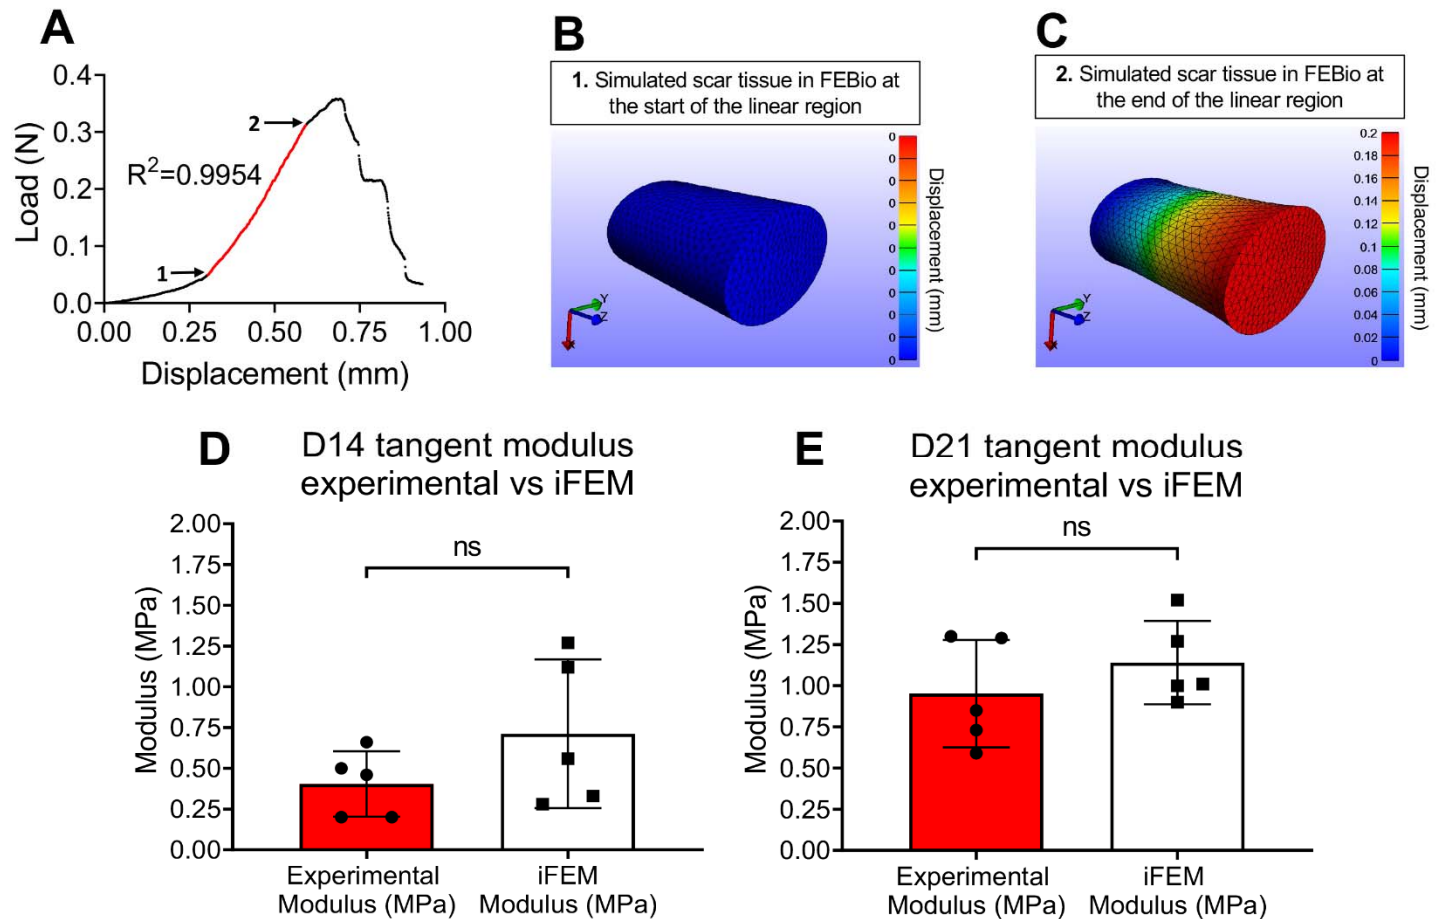 A
0.4
0.3
0.2
0.1
0.0
Load (N)
2
R²=0.9954
1
0.00
0.25
0.50
0.75
1.00
Displacement (mm)
B
1. Simulated scar tissue in FEBio at
the start of the linear region
0
0
0
0
0
0
0
0
0
0
0
Displacement (mm)
Y
Z
X
C
2. Simulated scar tissue in FEBio at
the end of the linear region
0.2
0.18
0.16
0.14
0.12
0.1
0.08
0.06
0.04
0.02
0
Displacement (mm)
Y
Z
X
D
D14 tangent modulus
experimental vs iFEM
2.00
1.75
1.50
1.25
1.00
0.75
0.50
0.25
0.00
Modulus (MPa)
ns
Experimental
Modulus (MPa)
iFEM
Modulus (MPa)
E
D21 tangent modulus
experimental vs iFEM
2.00
1.75
1.50
1.25
1.00
0.75
0.50
0.25
0.00
Modulus (MPa)
ns
Experimental
Modulus (MPa)
iFEM
Modulus (MPa)